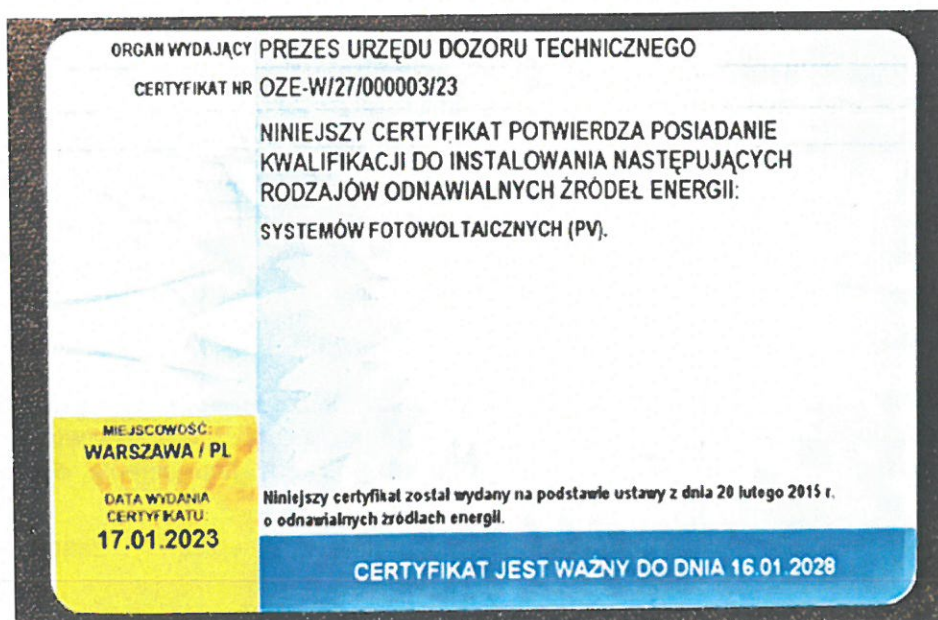 ORGAN WYDAJĄCY PREZES URZĘDU DOZORU TECHNICZNEGO
CERTYFIKAT NR OZE-W/27/000003/23
NINIEJSZY CERTYFIKAT POTWIERDZA POSIADANIE
KWALIFIKACJI DO INSTALOWANIA NASTĘPUJĄCYCH
RODZAJÓW ODNAWIALNYCH ŹRÓDEŁ ENERGII:
SYSTEMÓW FOTOWOLTAICZNYCH (PV).
MIEJSCOWOŚĆ:
WARSZAWA / PL
DATA WYDANIA
CERTYFIKATU:
17.01.2023
Niniejszy certyfikat został wydany na podstawie ustawy z dnia 20 lutego 2015 r.
o odnawialnych źródłach energii.
CERTYFIKAT JEST WAŻNY DO DNIA 16.01.2028